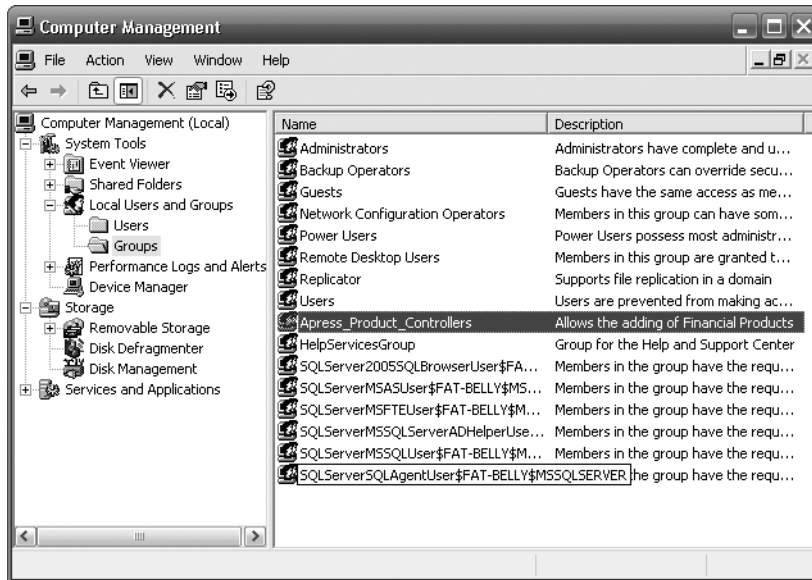 Computer Management
File Action View Window Help
Computer Management (Local)
System Tools
Event Viewer
Shared Folders
Local Users and Groups
Users
Groups
Performance Logs and Alerts
Device Manager
Storage
Removable Storage
Disk Defragmenter
Disk Management
Services and Applications
Name Description
Administrators Administrators have complete and u...
Backup Operators Backup Operators can override secu...
Guests Guests have the same access as me...
Network Configuration Operators Members in this group can have som...
Power Users Power Users possess most administr...
Remote Desktop Users Members in this group are granted t...
Replicator Supports file replication in a domain
Users Users are prevented from making ac...
Apress_Product_Controllers Allows the adding of Financial Products
HelpServicesGroup Group for the Help and Support Center
SQLServer2005SQLBrowserUser$FA... Members in the group have the requ...
SQLServerMSASUser$FAT-BELLY$MS... Members in the group have the requ...
SQLServerMSFTEUser$FAT-BELLY$M... Members in the group have the requ...
SQLServerMSSQLServerADHelperUse... Members in the group have the requ...
SQLServerMSSQLUser$FAT-BELLY$M... Members in the group have the requ...
SQLServerSQLAgentUser$FAT-BELLY$MSSQLSERVER the group have the requ...